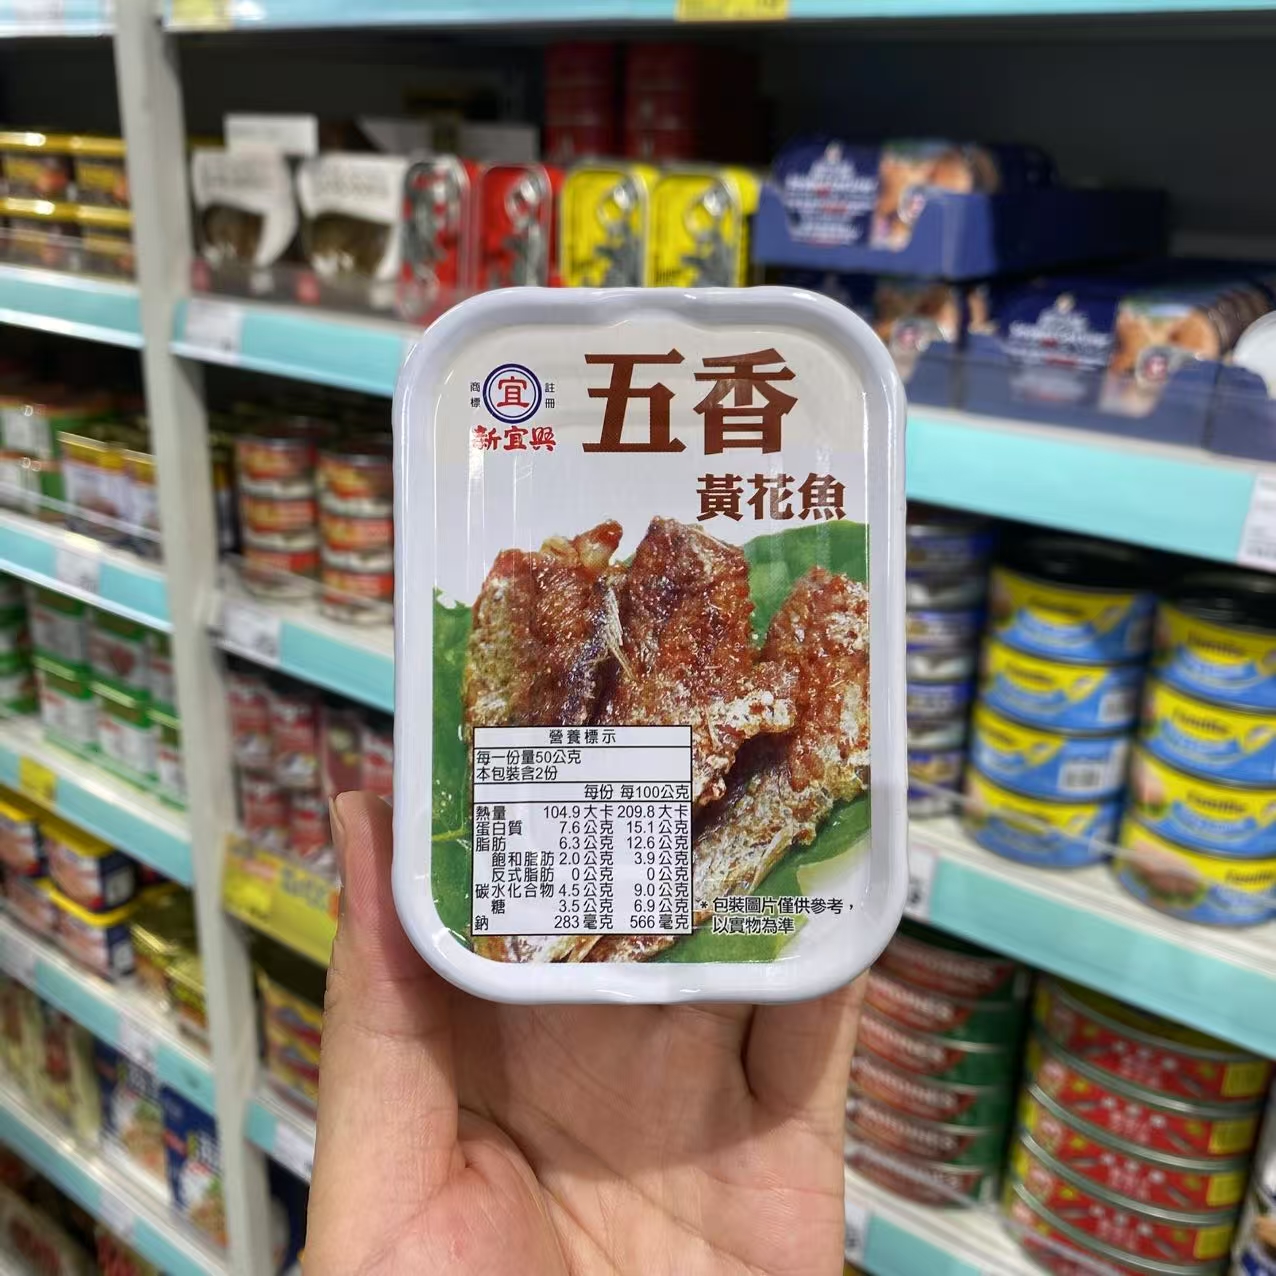 商標
宜
註冊
新宜興
五香
黃花魚
營養標示
每一份量50公克
本包裝含2份
每份 每100公克
熱量 104.9大卡 209.8大卡
蛋白質 7.6公克 15.1公克
脂肪 6.3公克 12.6公克
飽和脂肪 2.0公克 3.9公克
反式脂肪 0公克 0公克
碳水化合物 4.5公克 9.0公克
糖 3.5公克 6.9公克
鈉 283毫克 566毫克
*包裝圖片僅供參考，
以實物為準